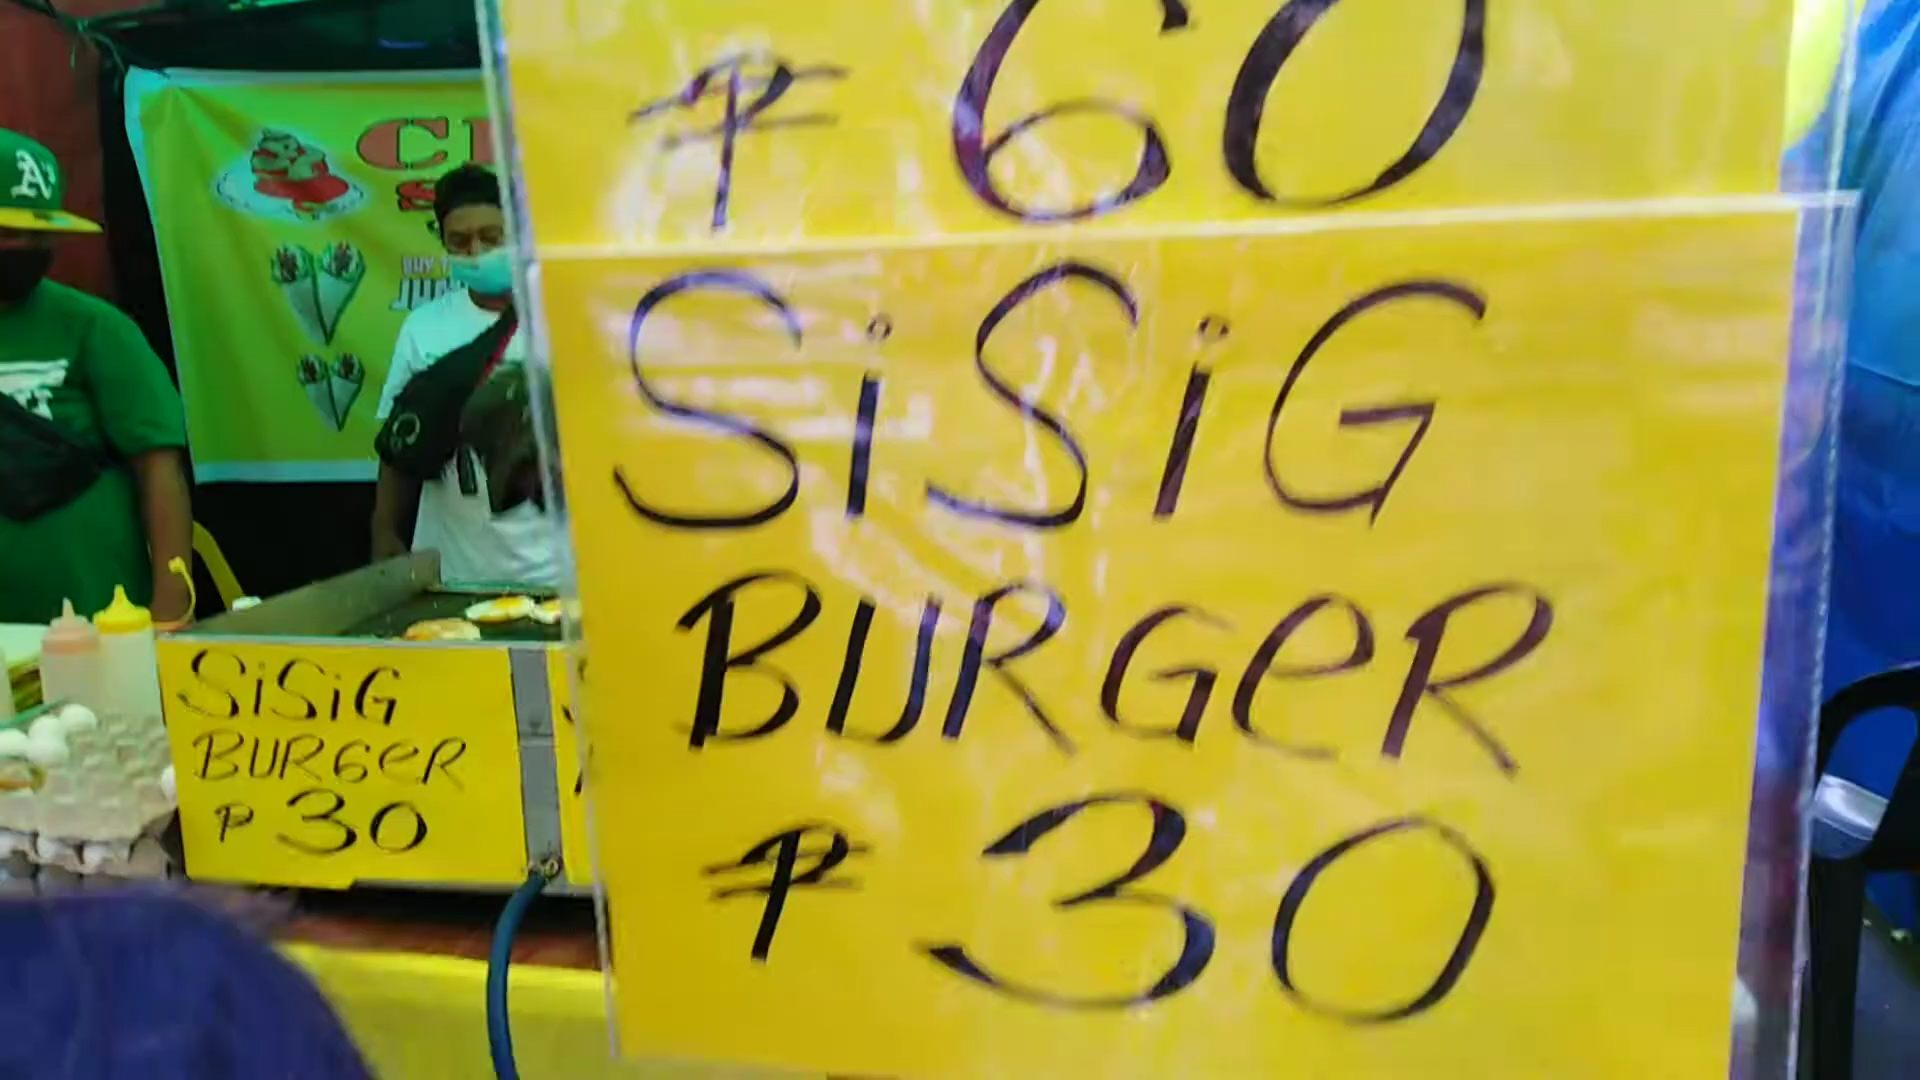 ₱ 60
SiSiG
BURGeR
₱ 30
SiSiG
BURGeR
₱ 30
A's